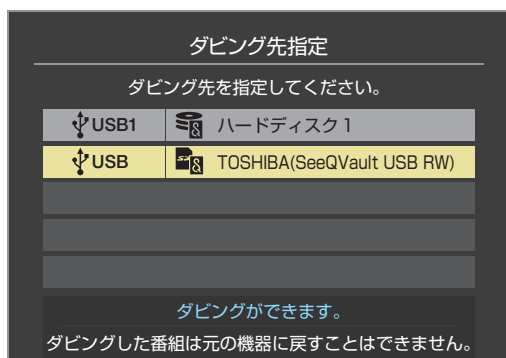 ダビング先指定
ダビング先を指定してください。
USB1 ハードディスク1
USB TOSHIBA(SeeQVault USB RW)
ダビングができます。
ダビングした番組は元の機器に戻すことはできません。